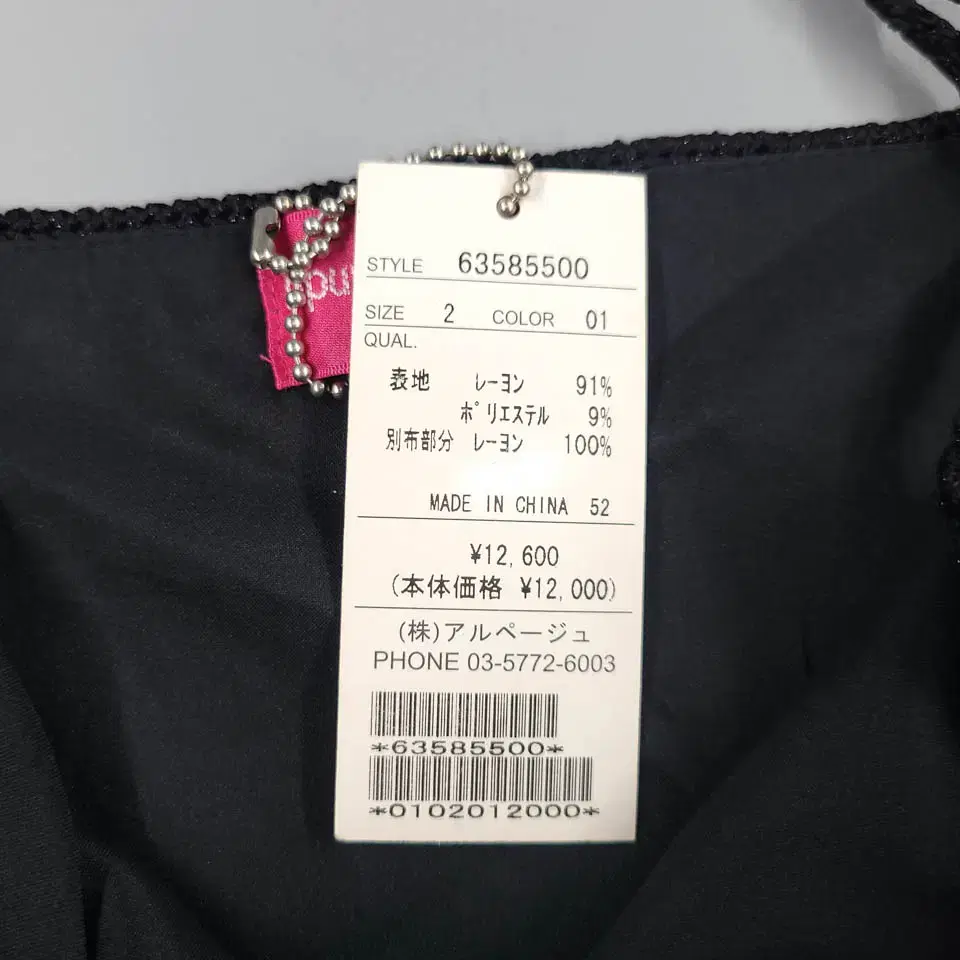 STYLE 63585500
SIZE 2 COLOR 01
QUAL.
表地 レーヨン 91%
ポリエステル 9%
別布部分 レーヨン 100%
MADE IN CHINA 52
¥12,600
(本体価格 ¥12,000)
(株)アルページュ
PHONE 03-5772-6003
*63585500*
*0102012000*